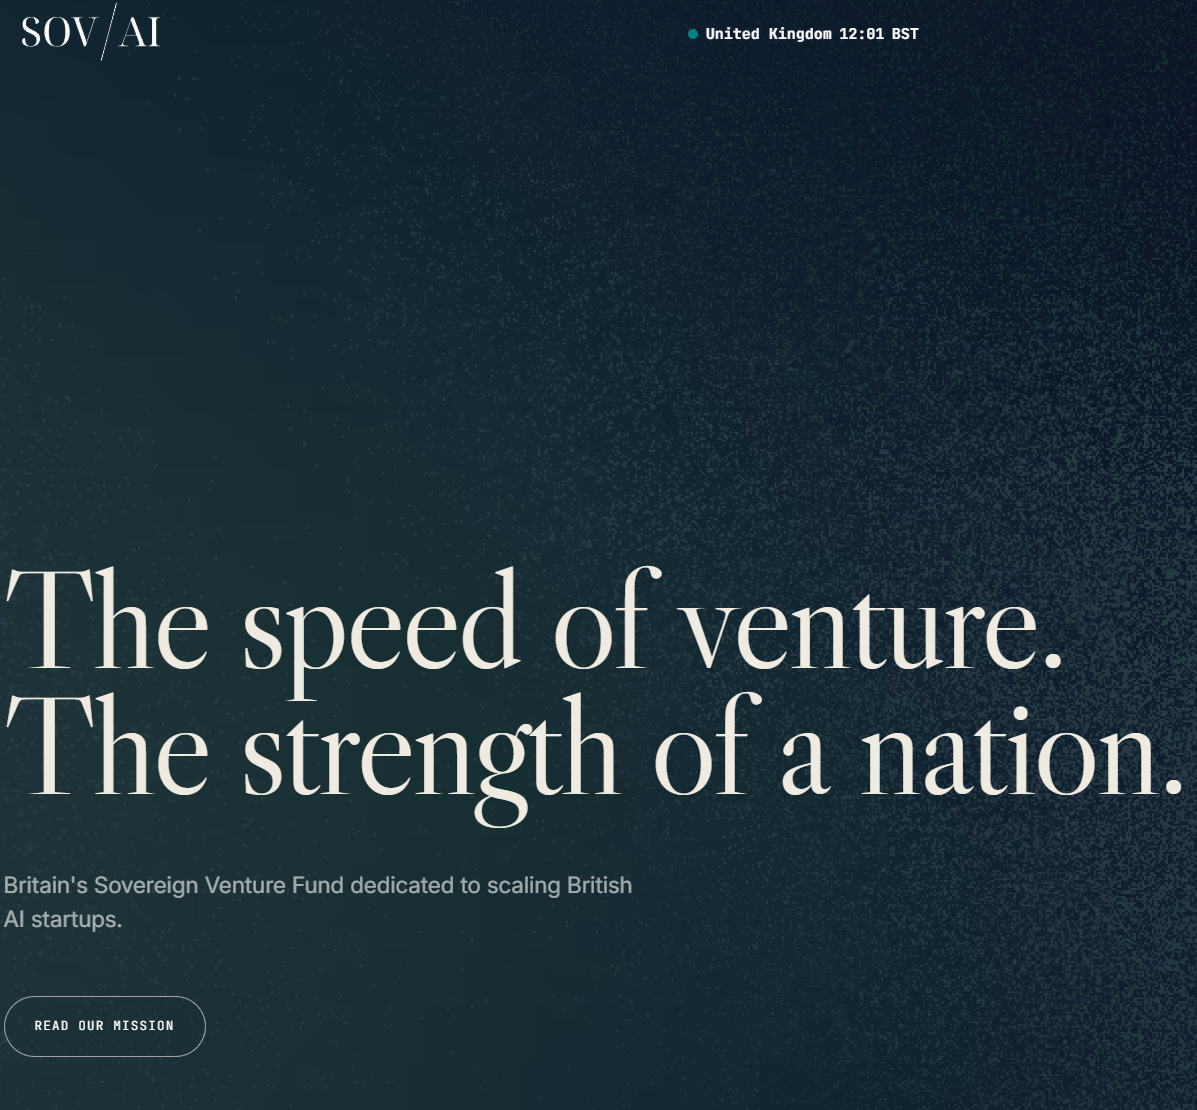 SOV/AI
United Kingdom 12:01 BST
The speed of venture.
The strength of a nation.
Britain's Sovereign Venture Fund dedicated to scaling British
AI startups.
READ OUR MISSION